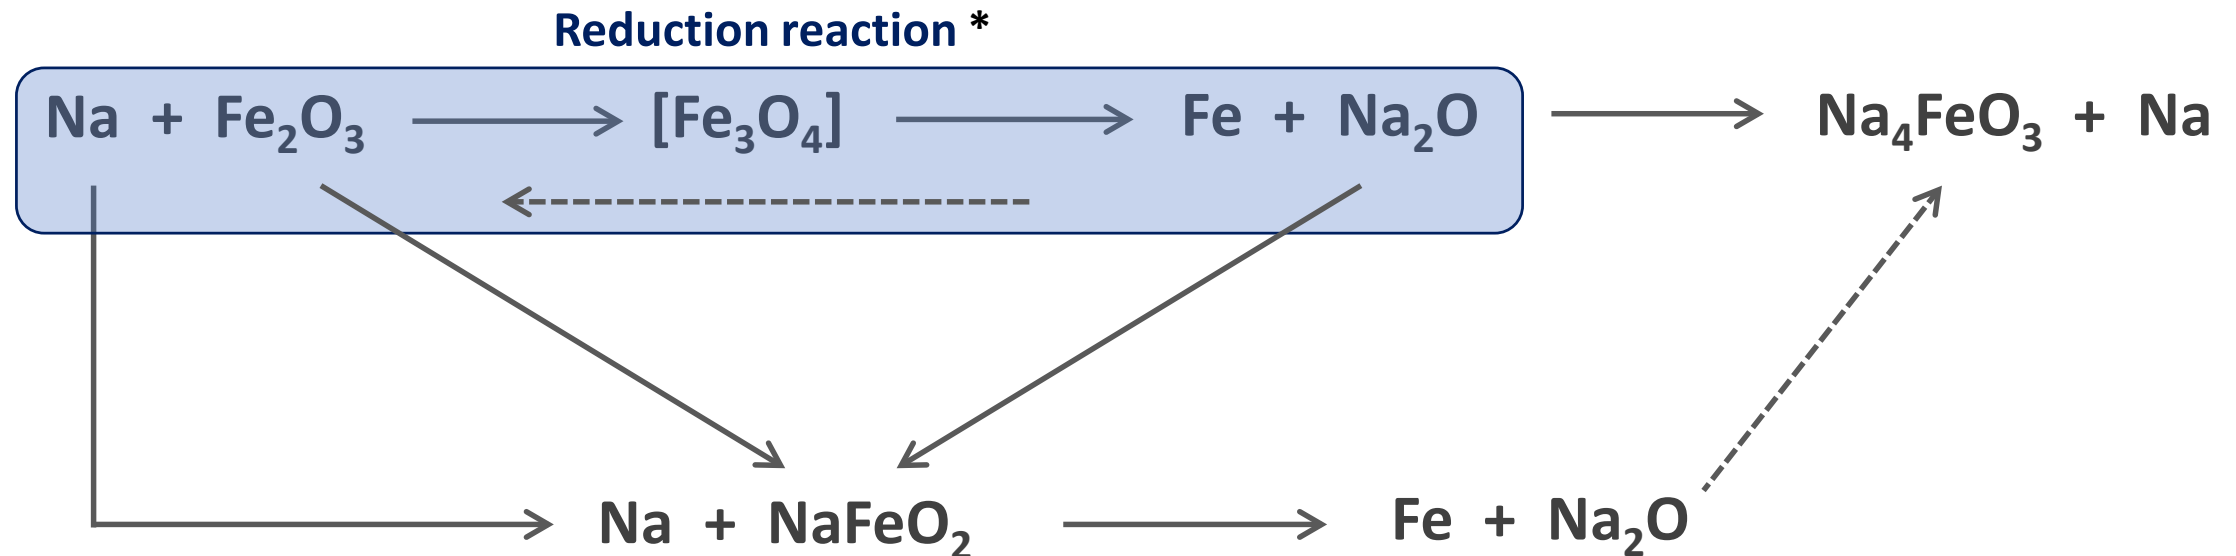 Reduction reaction *
Na + Fe₂O₃ [Fe₃O₄] Fe + Na₂O Na₄FeO₃ + Na
Na + NaFeO₂ Fe + Na₂O